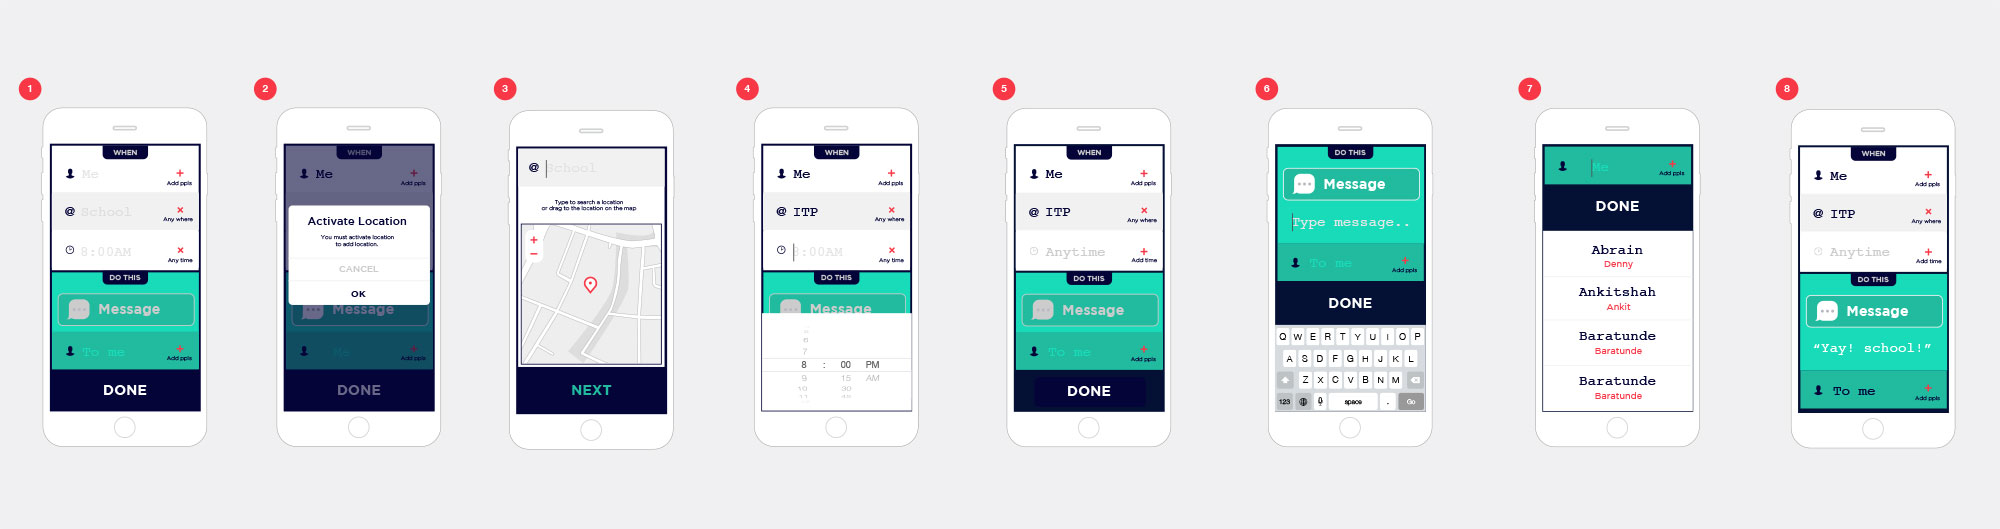 1
WHEN
Me
Add ppls
@ School
Any where
8:00AM
Any time
DO THIS
Message
To me
Add ppls
DONE
2
WHEN
Me
Add ppls
Activate Location
You must activate location
to add location.
CANCEL
OK
Message
Me
Add ppls
DONE
3
@ School
Type to search a location
or drag to the location on the map
+
−
NEXT
4
WHEN
Me
Add ppls
@ ITP
Any where
8:00AM
Any time
DO THIS
Message
6
7
8 : 00 PM
9 15 AM
10 30
5
WHEN
Me
Add ppls
@ ITP
Any where
Anytime
Add time
DO THIS
Message
To me
Add ppls
DONE
6
DO THIS
Message
Type message..
To me
Add ppls
DONE
Q W E R T Y U I O P
A S D F G H J K L
Z X C V B N M
123 space . Go
7
Me
Add ppls
DONE
Abrain
Denny
Ankitshah
Ankit
Baratunde
Baratunde
Baratunde
Baratunde
8
WHEN
Me
Add ppls
@ ITP
Any where
Anytime
Add time
DO THIS
Message
“Yay! school!”
To me
Add ppls